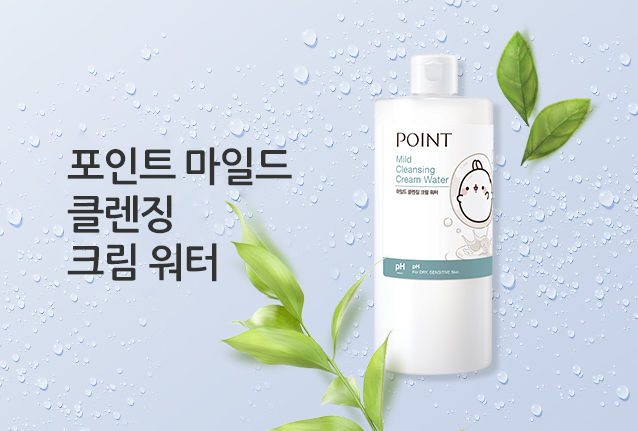 포인트 마일드
클렌징
크림 워터
POINT
Mild
Cleansing
Cream Water
마일드 클렌징 크림 워터
pH
pH
For DRY, SENSITIVE Skin